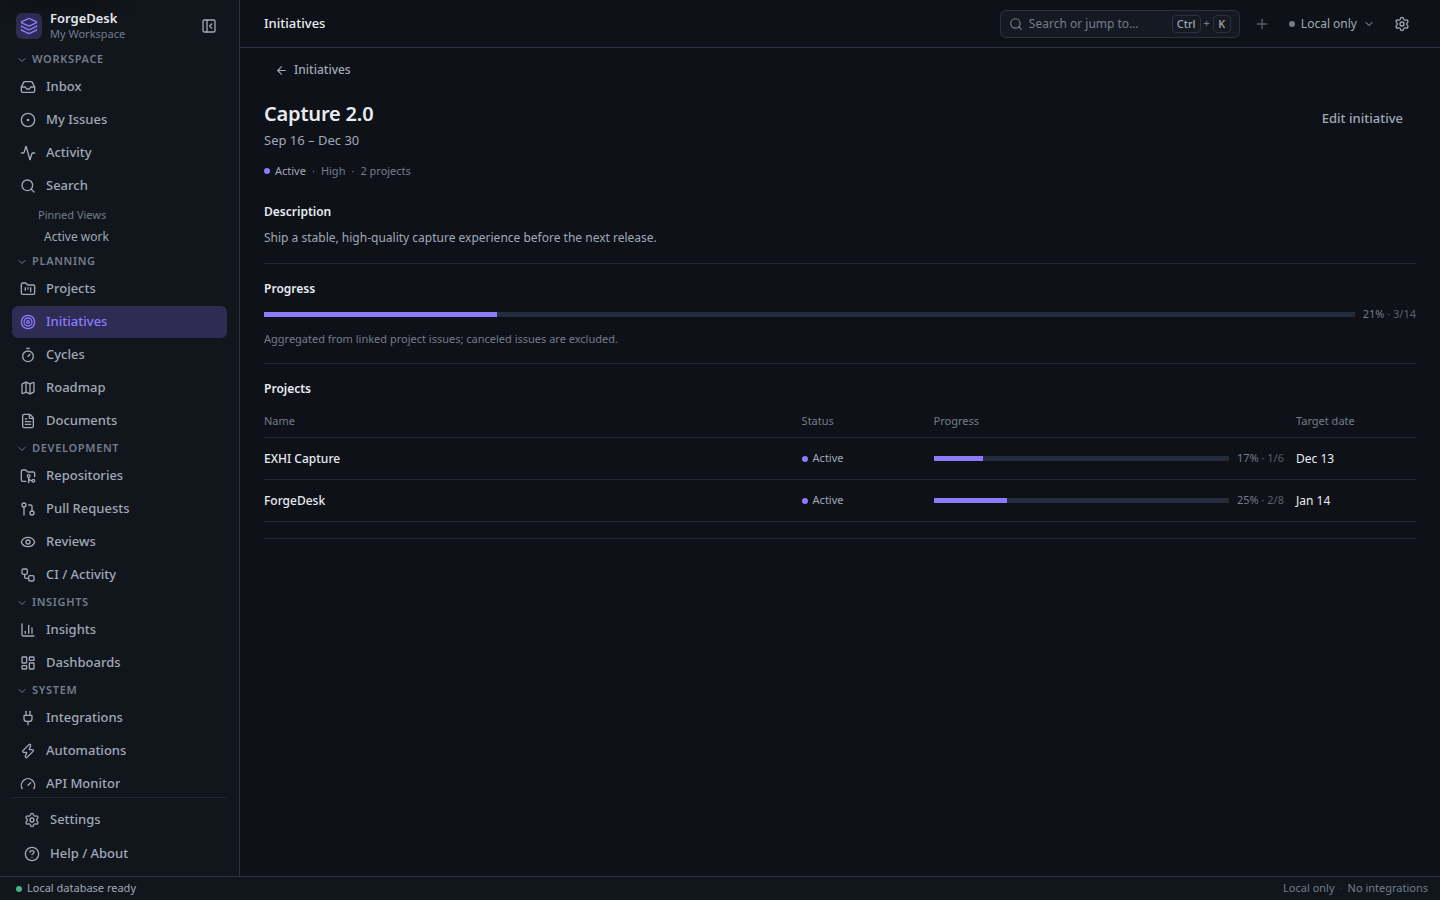 ForgeDesk
My Workspace
WORKSPACE
Inbox
My Issues
Activity
Search
Pinned Views
Active work
PLANNING
Projects
Initiatives
Cycles
Roadmap
Documents
DEVELOPMENT
Repositories
Pull Requests
Reviews
CI / Activity
INSIGHTS
Insights
Dashboards
SYSTEM
Integrations
Automations
API Monitor
Settings
Help / About
Initiatives
Search or jump to... Ctrl + K
Local only
Initiatives
Capture 2.0
Edit initiative
Sep 16 – Dec 30
Active · High · 2 projects
Description
Ship a stable, high-quality capture experience before the next release.
Progress
21% · 3/14
Aggregated from linked project issues; canceled issues are excluded.
Projects
Name Status Progress Target date
EXHI Capture Active 17% · 1/6 Dec 13
ForgeDesk Active 25% · 2/8 Jan 14
Local database ready
Local only · No integrations